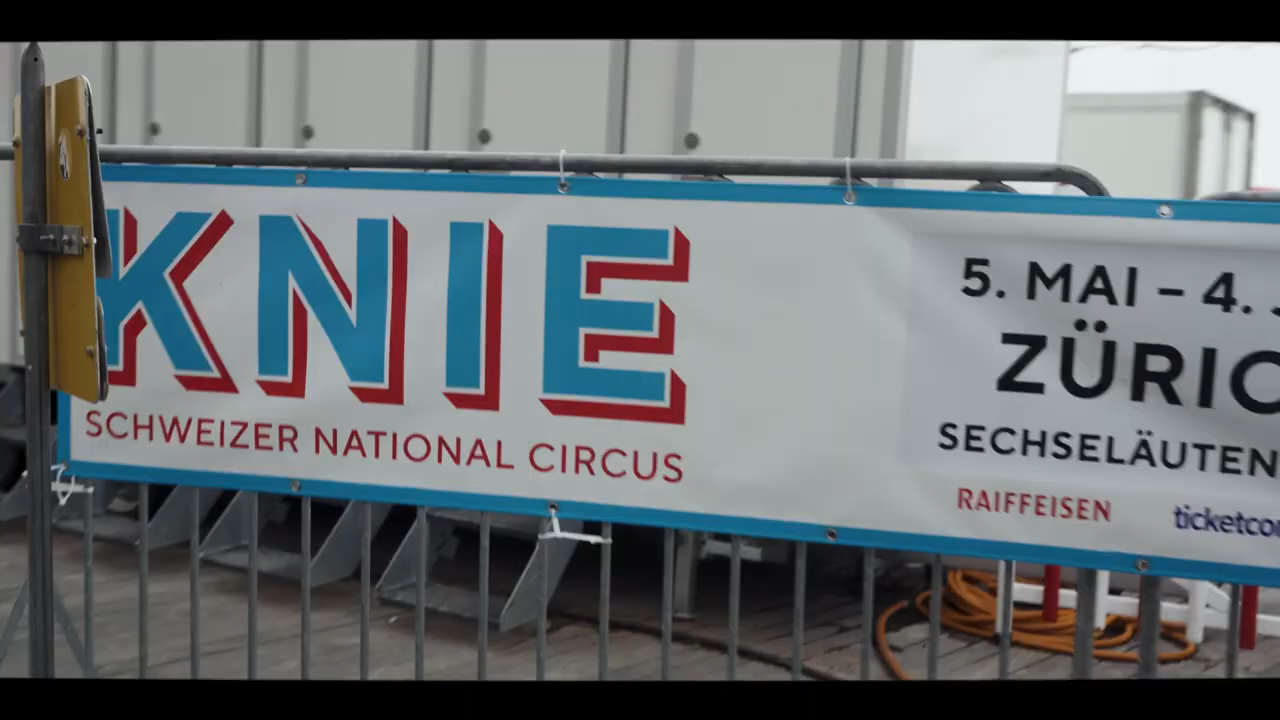 KNIE
SCHWEIZER NATIONAL CIRCUS
5. MAI – 4.
ZÜRIC
SECHSELÄUTEN
RAIFFEISEN
ticketco